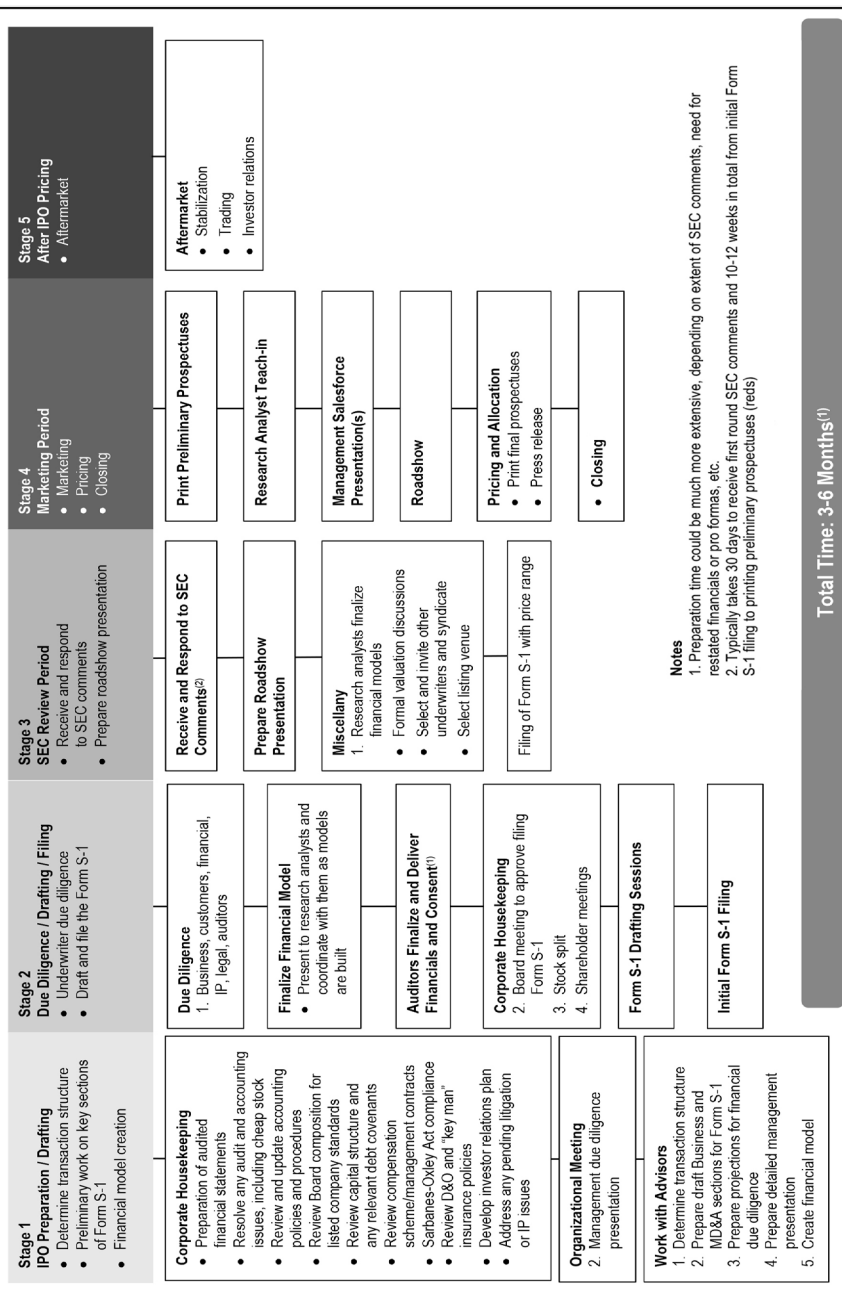 Stage 1
IPO Preparation / Drafting
● Determine transaction structure
● Preliminary work on key sections
of Form S-1
● Financial model creation
Corporate Housekeeping
● Preparation of audited
financial statements
● Resolve any audit and accounting
issues, including cheap stock
● Review and update accounting
policies and procedures
● Review Board composition for
listed company standards
● Review capital structure and
any relevant debt covenants
● Review compensation
scheme/management contracts
● Sarbanes–Oxley Act compliance
● Review D&O and "key man"
insurance policies
● Develop investor relations plan
● Address any pending litigation
or IP issues
Organizational Meeting
2. Management due diligence
presentation
Work with Advisors
1. Determine transaction structure
2. Prepare draft Business and
MD&A sections for Form S-1
3. Prepare projections for financial
due diligence
4. Prepare detailed management
presentation
5. Create financial model
Stage 2
Due Diligence / Drafting / Filing
● Underwriter due diligence
● Draft and file the Form S-1
Due Diligence
1. Business, customers, financial,
IP, legal, auditors
Finalize Financial Model
● Present to research analysts and
coordinate with them as models
are built
Auditors Finalize and Deliver
Financials and Consent(1)
Corporate Housekeeping
2. Board meeting to approve filing
Form S-1
3. Stock split
4. Shareholder meetings
Form S-1 Drafting Sessions
Initial Form S-1 Filing
Stage 3
SEC Review Period
● Receive and respond
to SEC comments
● Prepare roadshow presentation
Receive and Respond to SEC
Comments(2)
Prepare Roadshow
Presentation
Miscellany
1. Research analysts finalize
financial models
● Formal valuation discussions
● Select and invite other
underwriters and syndicate
● Select listing venue
Filing of Form S-1 with price range
Stage 4
Marketing Period
● Marketing
● Pricing
● Closing
Print Preliminary Prospectuses
Research Analyst Teach-in
Management Salesforce
Presentation(s)
Roadshow
Pricing and Allocation
● Print final prospectuses
● Press release
● Closing
Stage 5
After IPO Pricing
● Aftermarket
Aftermarket
● Stabilization
● Trading
● Investor relations
Notes
1. Preparation time could be much more extensive, depending on extent of SEC comments, need for
restated financials or pro formas, etc.
2. Typically takes 30 days to receive first round SEC comments and 10-12 weeks in total from initial Form
S-1 filing to printing preliminary prospectuses (reds)
Total Time: 3-6 Months(1)